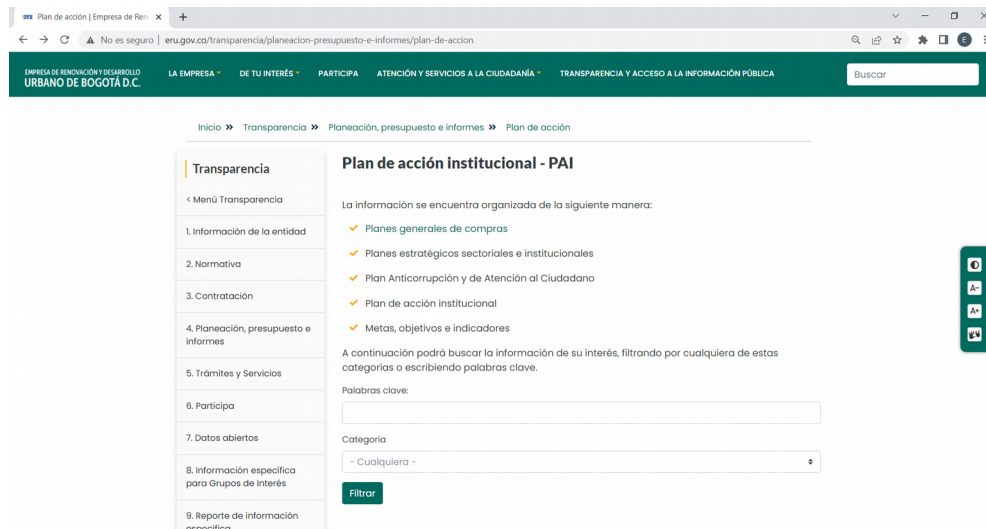 Plan de acción | Empresa de Ren
No es seguro | eru.gov.co/transparencia/planeacion-presupuesto-e-informes/plan-de-accion
E
EMPRESA DE RENOVACIÓN Y DESARROLLO
URBANO DE BOGOTÁ D.C.
LA EMPRESA
DE TU INTERÉS
PARTICIPA
ATENCIÓN Y SERVICIOS A LA CIUDADANÍA
TRANSPARENCIA Y ACCESO A LA INFORMACIÓN PÚBLICA
Buscar
Inicio » Transparencia » Planeación, presupuesto e informes » Plan de acción
Transparencia
< Menú Transparencia
1. Información de la entidad
2. Normativa
3. Contratación
4. Planeación, presupuesto e
informes
5. Trámites y Servicios
6. Participa
7. Datos abiertos
8. Información específica
para Grupos de Interés
9. Reporte de información
específica
Plan de acción institucional - PAI
La información se encuentra organizada de la siguiente manera:
Planes generales de compras
Planes estratégicos sectoriales e institucionales
Plan Anticorrupción y de Atención al Ciudadano
Plan de acción institucional
Metas, objetivos e indicadores
A continuación podrá buscar la información de su interés, filtrando por cualquiera de estas
categorías o escribiendo palabras clave.
Palabras clave:
Categoría
- Cualquiera -
Filtrar
A-
A+